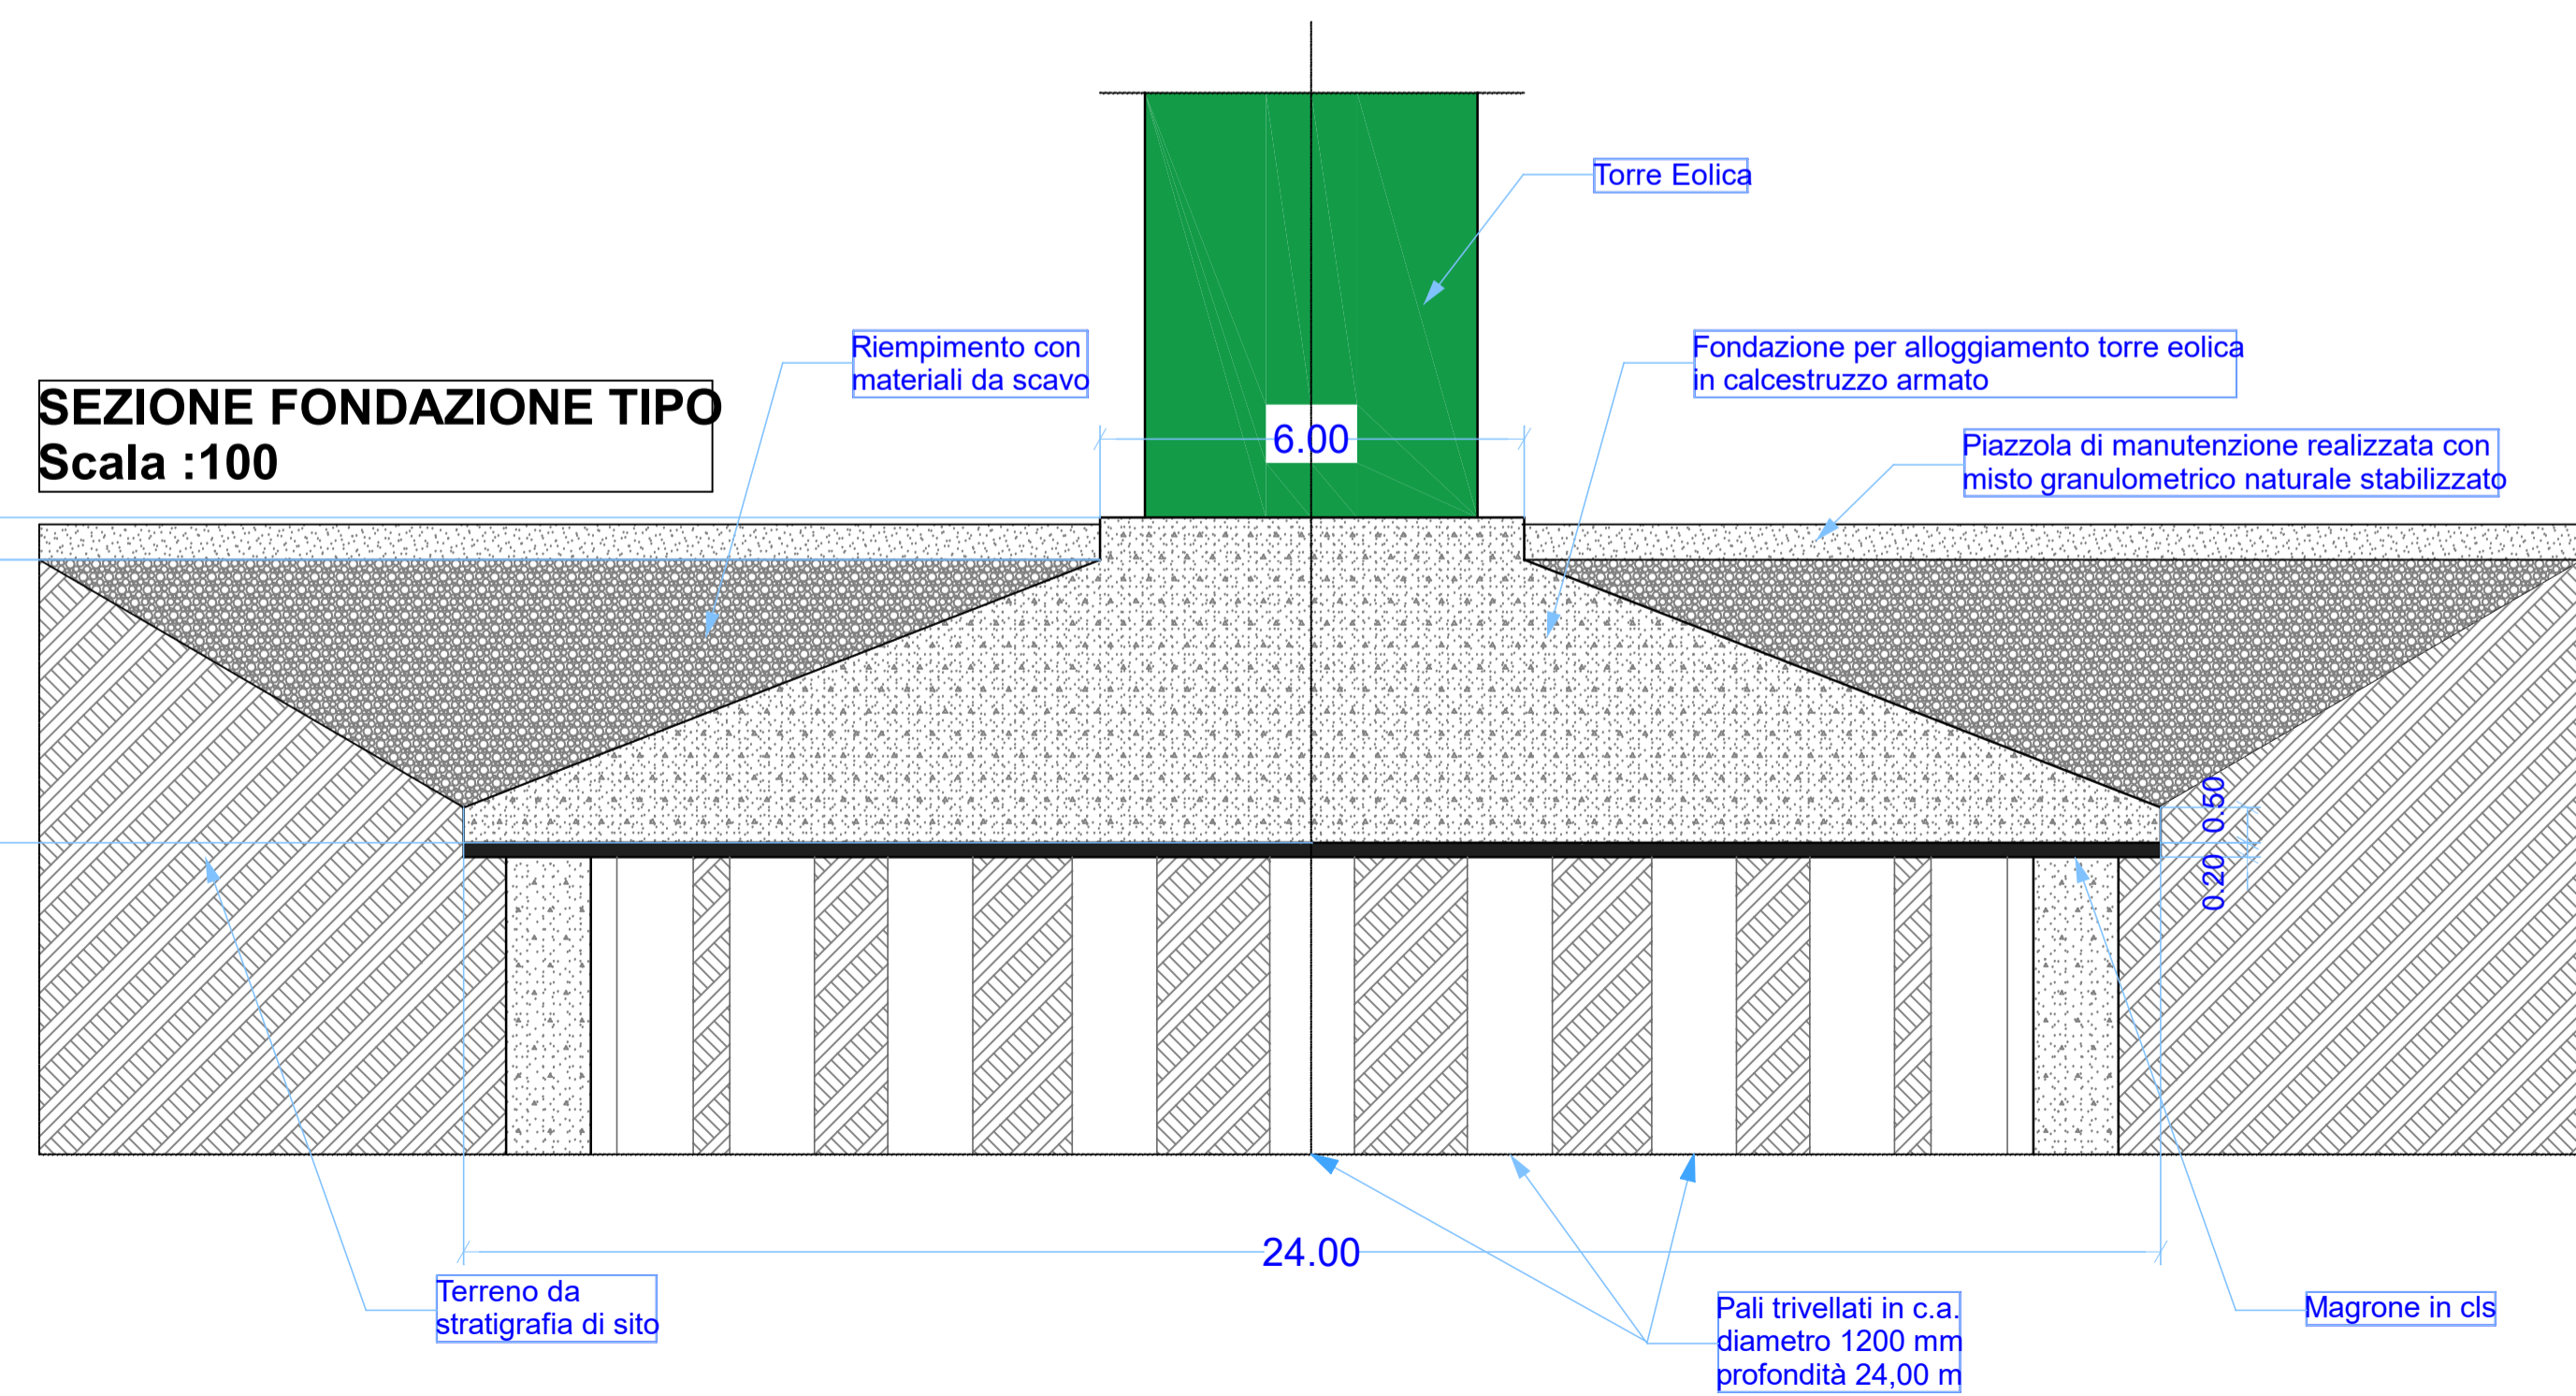 Torre Eolica
Riempimento con
materiali da scavo
Fondazione per alloggiamento torre eolica
in calcestruzzo armato
SEZIONE FONDAZIONE TIPO
Scala :100
6.00
Piazzola di manutenzione realizzata con
misto granulometrico naturale stabilizzato
0.50
0.20
24.00
Terreno da
stratigrafia di sito
Pali trivellati in c.a.
diametro 1200 mm
profondità 24,00 m
Magrone in cls